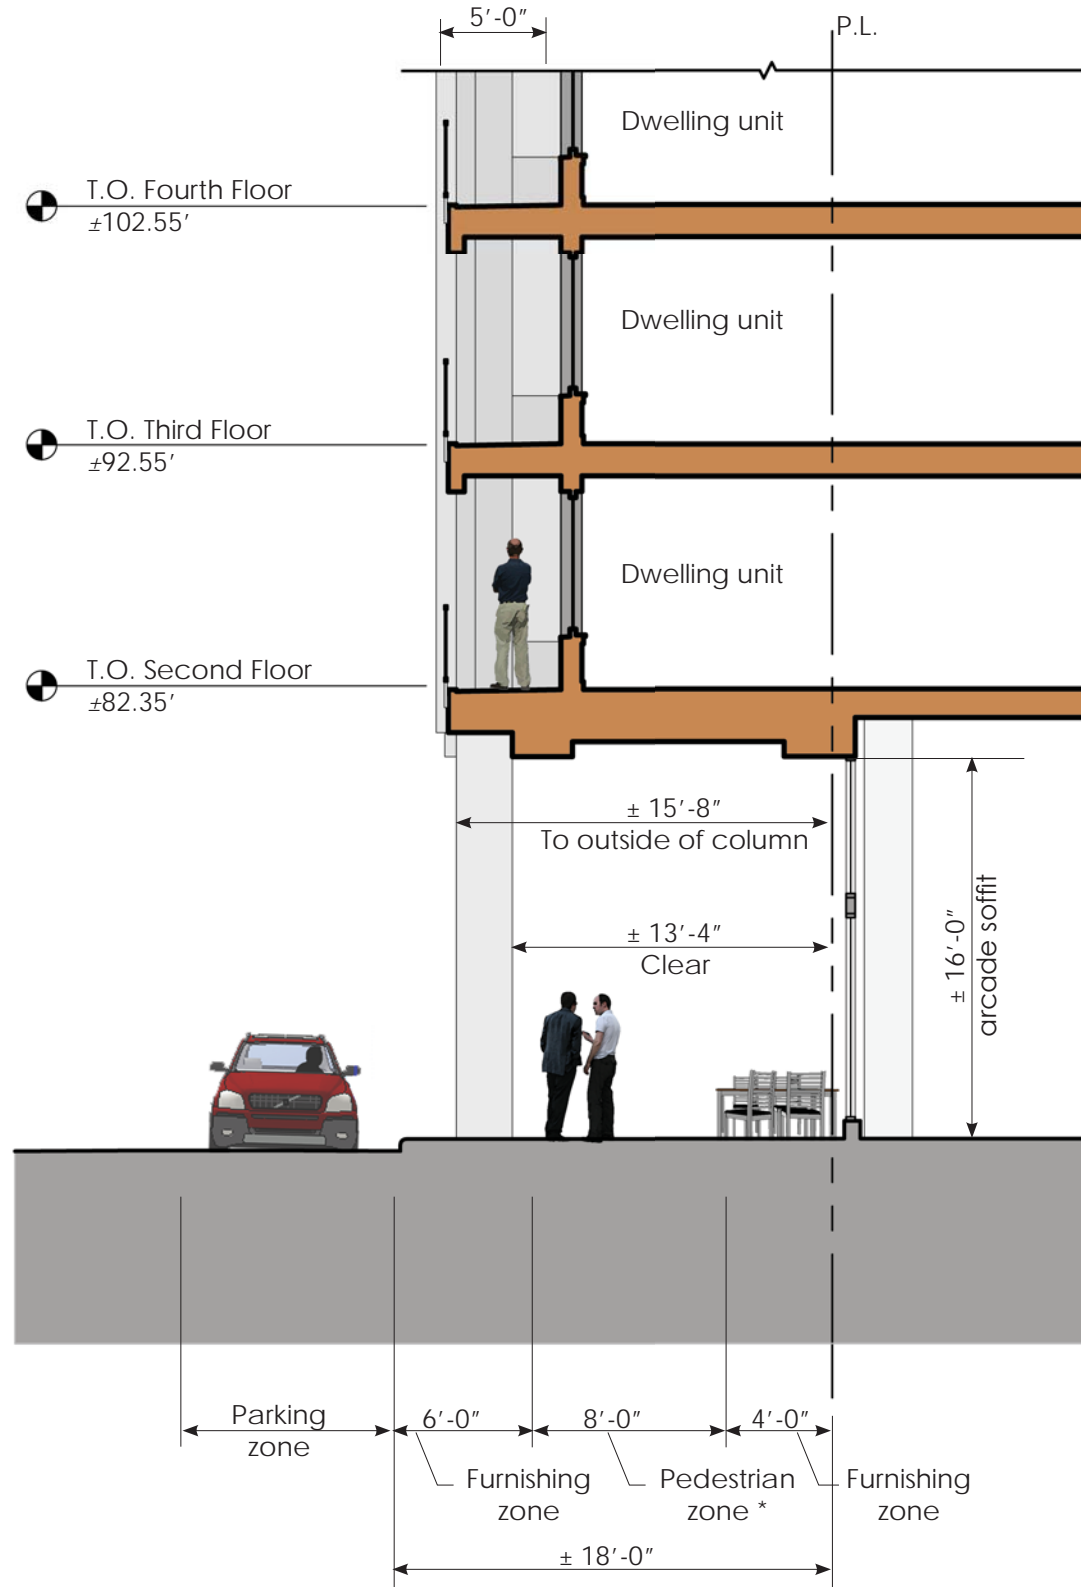 5'-0"
P.L.
Dwelling unit
T.O. Fourth Floor
±102.55'
Dwelling unit
T.O. Third Floor
±92.55'
Dwelling unit
T.O. Second Floor
±82.35'
± 15'-8"
To outside of column
± 13'-4"
Clear
± 16'-0"
arcade soffit
Parking
zone
6'-0"
8'-0"
4'-0"
Furnishing
zone
Pedestrian
zone *
Furnishing
zone
± 18'-0"